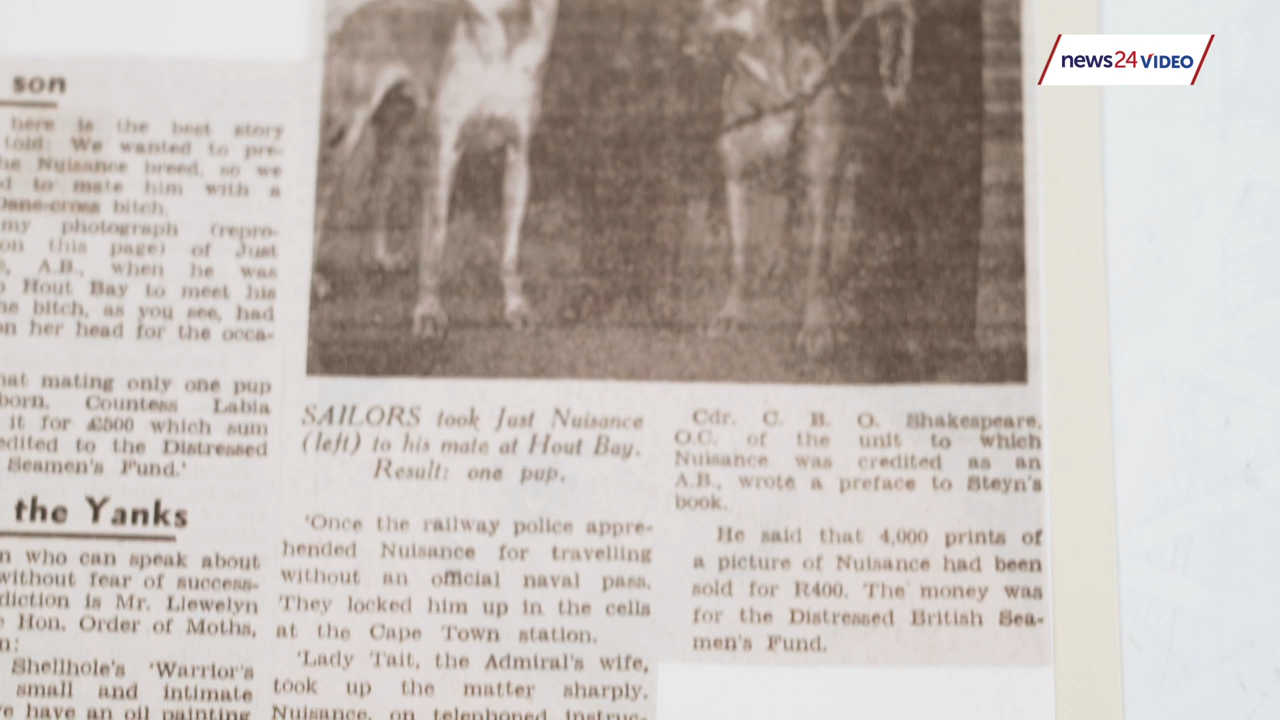 news24 VIDEO
son
here is the best story
told: We wanted to pre-
Nuisance breed, so we
to mate him with a
Dane-cross bitch.
my photograph (repro-
on this page) of Just
A.B., when he was
Hout Bay to meet his
bitch, as you see, had
on her head for the occa-
mating only one pup
born. Countess Labia
it for £500 which sum
edited to the Distressed
Seamen's Fund.'
the Yanks
who can speak about
without fear of success-
diction is Mr. Llewelyn
Hon. Order of Moths,
Shellhole's 'Warrior's
small and intimate
have an oil painting
SAILORS took Just Nuisance
(left) to his mate at Hout Bay.
Result: one pup.
'Once the railway police appre-
hended Nuisance for travelling
without an official naval pass.
They locked him up in the cells
at the Cape Town station.
'Lady Tait, the Admiral's wife,
took up the matter sharply.
Nuisance, on telephoned instruc-
Cdr. C. B. O. Shakespeare,
O.C. of the unit to which
Nuisance was credited as an
A.B., wrote a preface to Steyn's
book.
He said that 4,000 prints of
a picture of Nuisance had been
sold for R400. The money was
for the Distressed British Sea-
men's Fund.